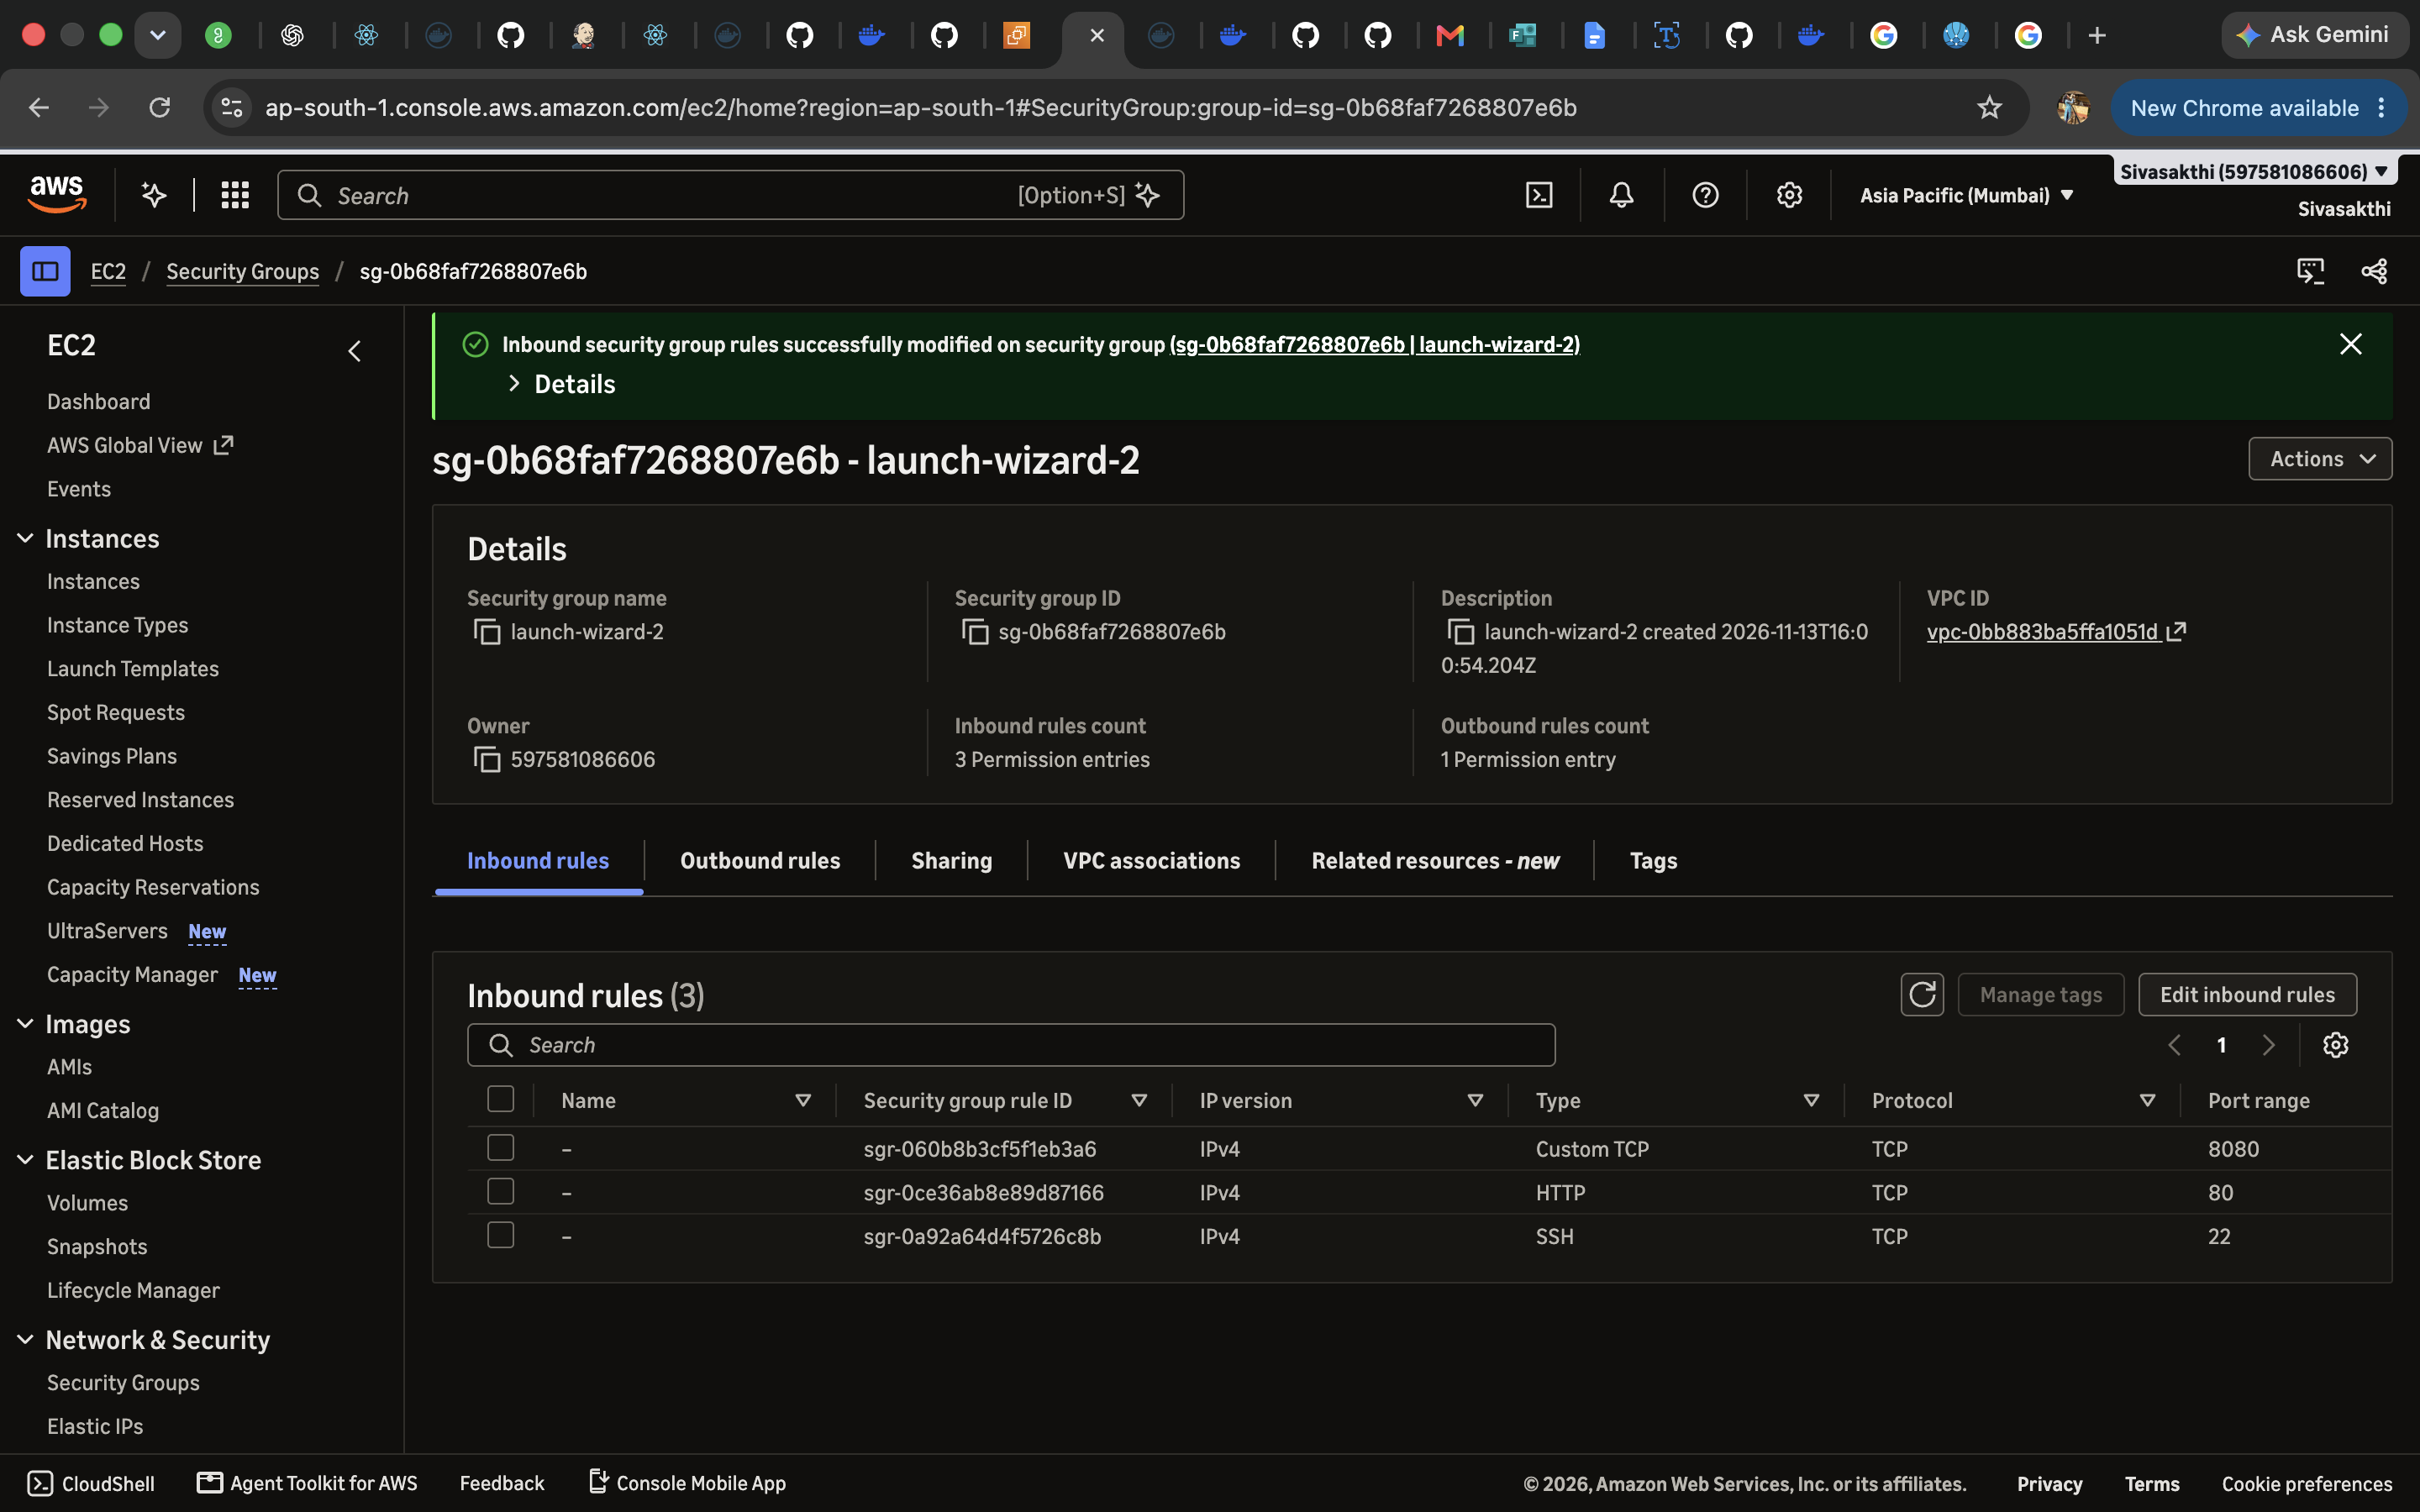 Ask Gemini
ap-south-1.console.aws.amazon.com/ec2/home?region=ap-south-1#SecurityGroup:group-id=sg-0b68faf7268807e6b
New Chrome available
aws
Search
[Option+S]
Asia Pacific (Mumbai)
Sivasakthi (597581086606)
Sivasakthi
EC2 / Security Groups / sg-0b68faf7268807e6b
EC2
Dashboard
AWS Global View
Events
Instances
Instances
Instance Types
Launch Templates
Spot Requests
Savings Plans
Reserved Instances
Dedicated Hosts
Capacity Reservations
UltraServers New
Capacity Manager New
Images
AMIs
AMI Catalog
Elastic Block Store
Volumes
Snapshots
Lifecycle Manager
Network & Security
Security Groups
Elastic IPs
Inbound security group rules successfully modified on security group (sg-0b68faf7268807e6b | launch-wizard-2)
Details
sg-0b68faf7268807e6b - launch-wizard-2
Actions
Details
Security group name
launch-wizard-2
Security group ID
sg-0b68faf7268807e6b
Description
launch-wizard-2 created 2026-11-13T16:0
0:54.204Z
VPC ID
vpc-0bb883ba5ffa1051d
Owner
597581086606
Inbound rules count
3 Permission entries
Outbound rules count
1 Permission entry
Inbound rules
Outbound rules
Sharing
VPC associations
Related resources - new
Tags
Inbound rules (3)
Manage tags
Edit inbound rules
Search
1
Name Security group rule ID IP version Type Protocol Port range
– sgr-060b8b3cf5f1eb3a6 IPv4 Custom TCP TCP 8080
– sgr-0ce36ab8e89d87166 IPv4 HTTP TCP 80
– sgr-0a92a64d4f5726c8b IPv4 SSH TCP 22
CloudShell
Agent Toolkit for AWS
Feedback
Console Mobile App
© 2026, Amazon Web Services, Inc. or its affiliates.
Privacy
Terms
Cookie preferences